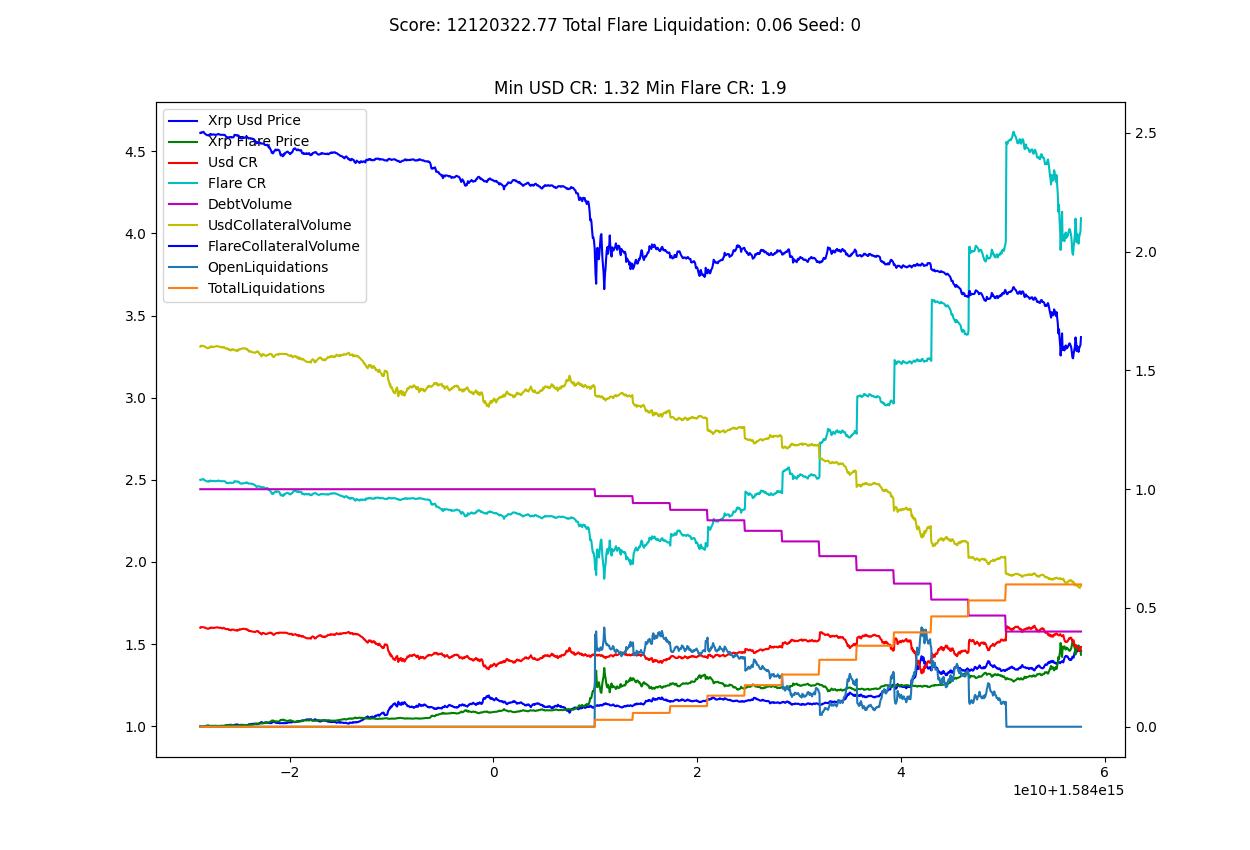 Score: 12120322.77 Total Flare Liquidation: 0.06 Seed: 0
Min USD CR: 1.32 Min Flare CR: 1.9
Xrp Usd Price
Xrp Flare Price
Usd CR
Flare CR
DebtVolume
UsdCollateralVolume
FlareCollateralVolume
OpenLiquidations
TotalLiquidations
4.5
4.0
3.5
3.0
2.5
2.0
1.5
1.0
2.5
2.0
1.5
1.0
0.5
0.0
−2
0
2
4
6
1e10+1.584e15